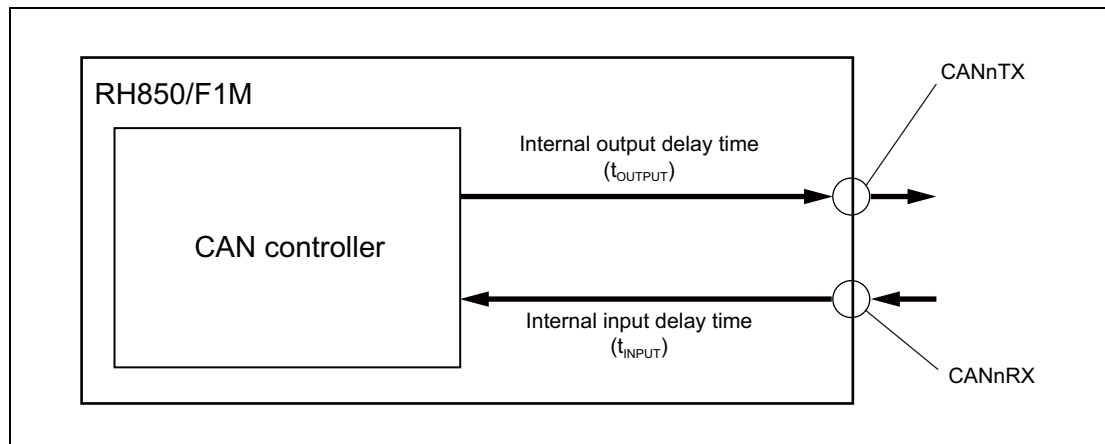 CANnTX
RH850/F1M
Internal output delay time
(tOUTPUT)
CAN controller
Internal input delay time
(tINPUT)
CANnRX